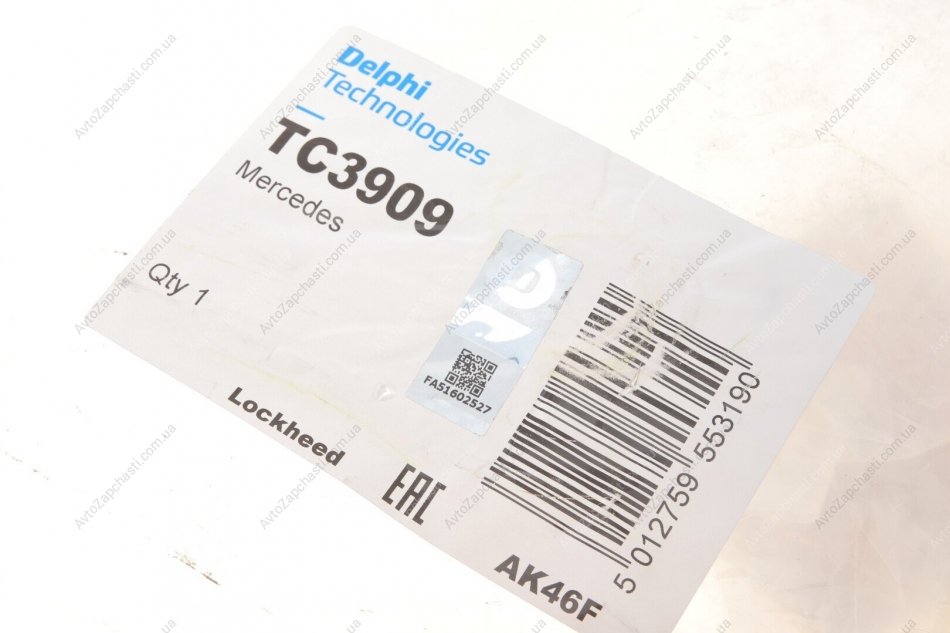 Delphi
Technologies
TC3909
Mercedes
Qty 1
FA51602527
5 012759 553190
Lockheed
EAC
AK46F
AvtoZapchasti.com.ua